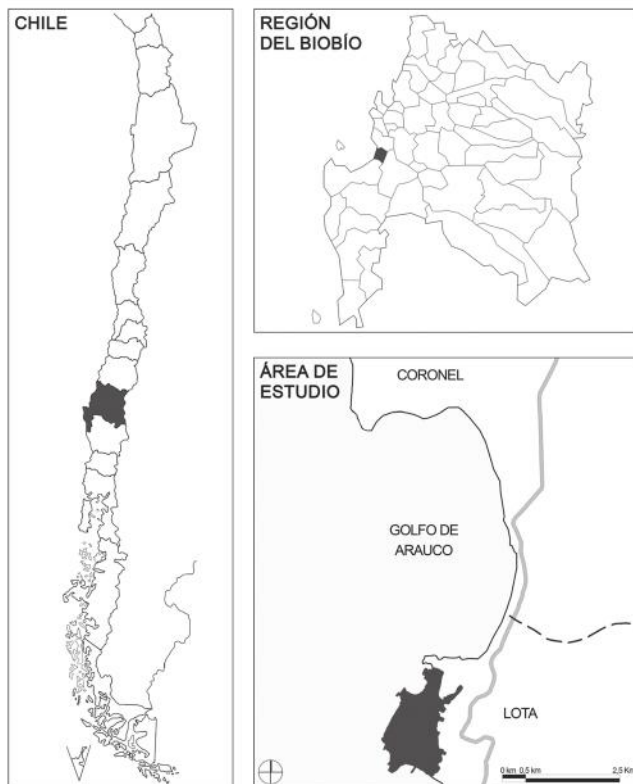 CHILE
REGIÓN
DEL BIOBÍO
ÁREA DE
ESTUDIO
CORONEL
GOLFO DE
ARAUCO
LOTA
0 km 0,5 km 2,5 Km